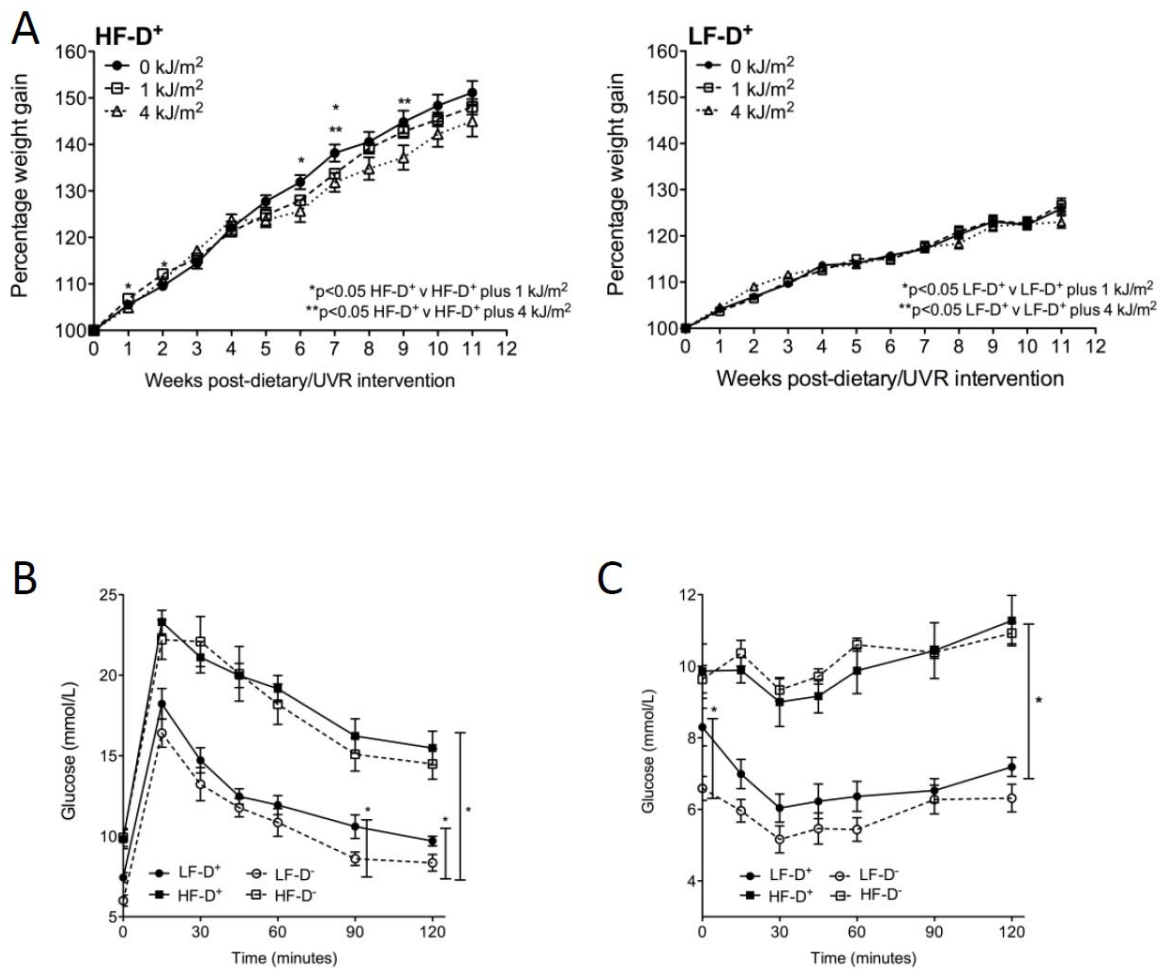 A
HF-D⁺
160
150
140
130
120
110
100
Percentage weight gain
0 kJ/m²
1 kJ/m²
4 kJ/m²
*
*
*
*
**
**
*p<0.05 HF-D⁺ v HF-D⁺ plus 1 kJ/m²
**p<0.05 HF-D⁺ v HF-D⁺ plus 4 kJ/m²
0 1 2 3 4 5 6 7 8 9 10 11 12
Weeks post-dietary/UVR intervention
LF-D⁺
160
150
140
130
120
110
100
Percentage weight gain
0 kJ/m²
1 kJ/m²
4 kJ/m²
*p<0.05 LF-D⁺ v LF-D⁺ plus 1 kJ/m²
**p<0.05 LF-D⁺ v LF-D⁺ plus 4 kJ/m²
0 1 2 3 4 5 6 7 8 9 10 11 12
Weeks post-dietary/UVR intervention
B
25
20
15
10
5
Glucose (mmol/L)
*
*
*
LF-D⁺ LF-D⁻
HF-D⁺ HF-D⁻
0 30 60 90 120
Time (minutes)
C
12
10
8
6
4
Glucose (mmol/L)
*
*
LF-D⁺ LF-D⁻
HF-D⁺ HF-D⁻
0 30 60 90 120
Time (minutes)